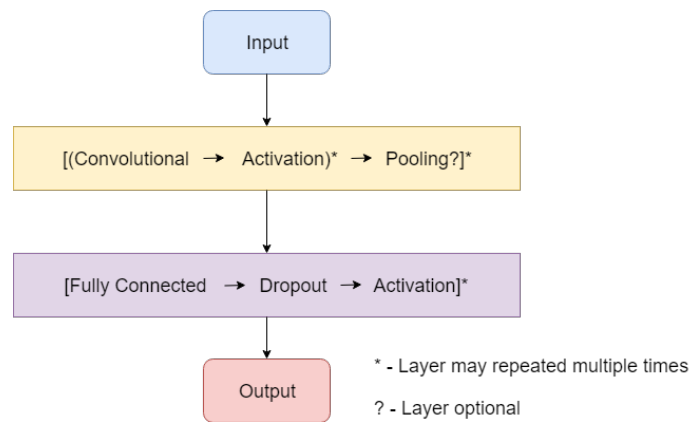 Input
[(Convolutional → Activation)* → Pooling?]*
[Fully Connected → Dropout → Activation]*
Output
* - Layer may repeated multiple times
? - Layer optional